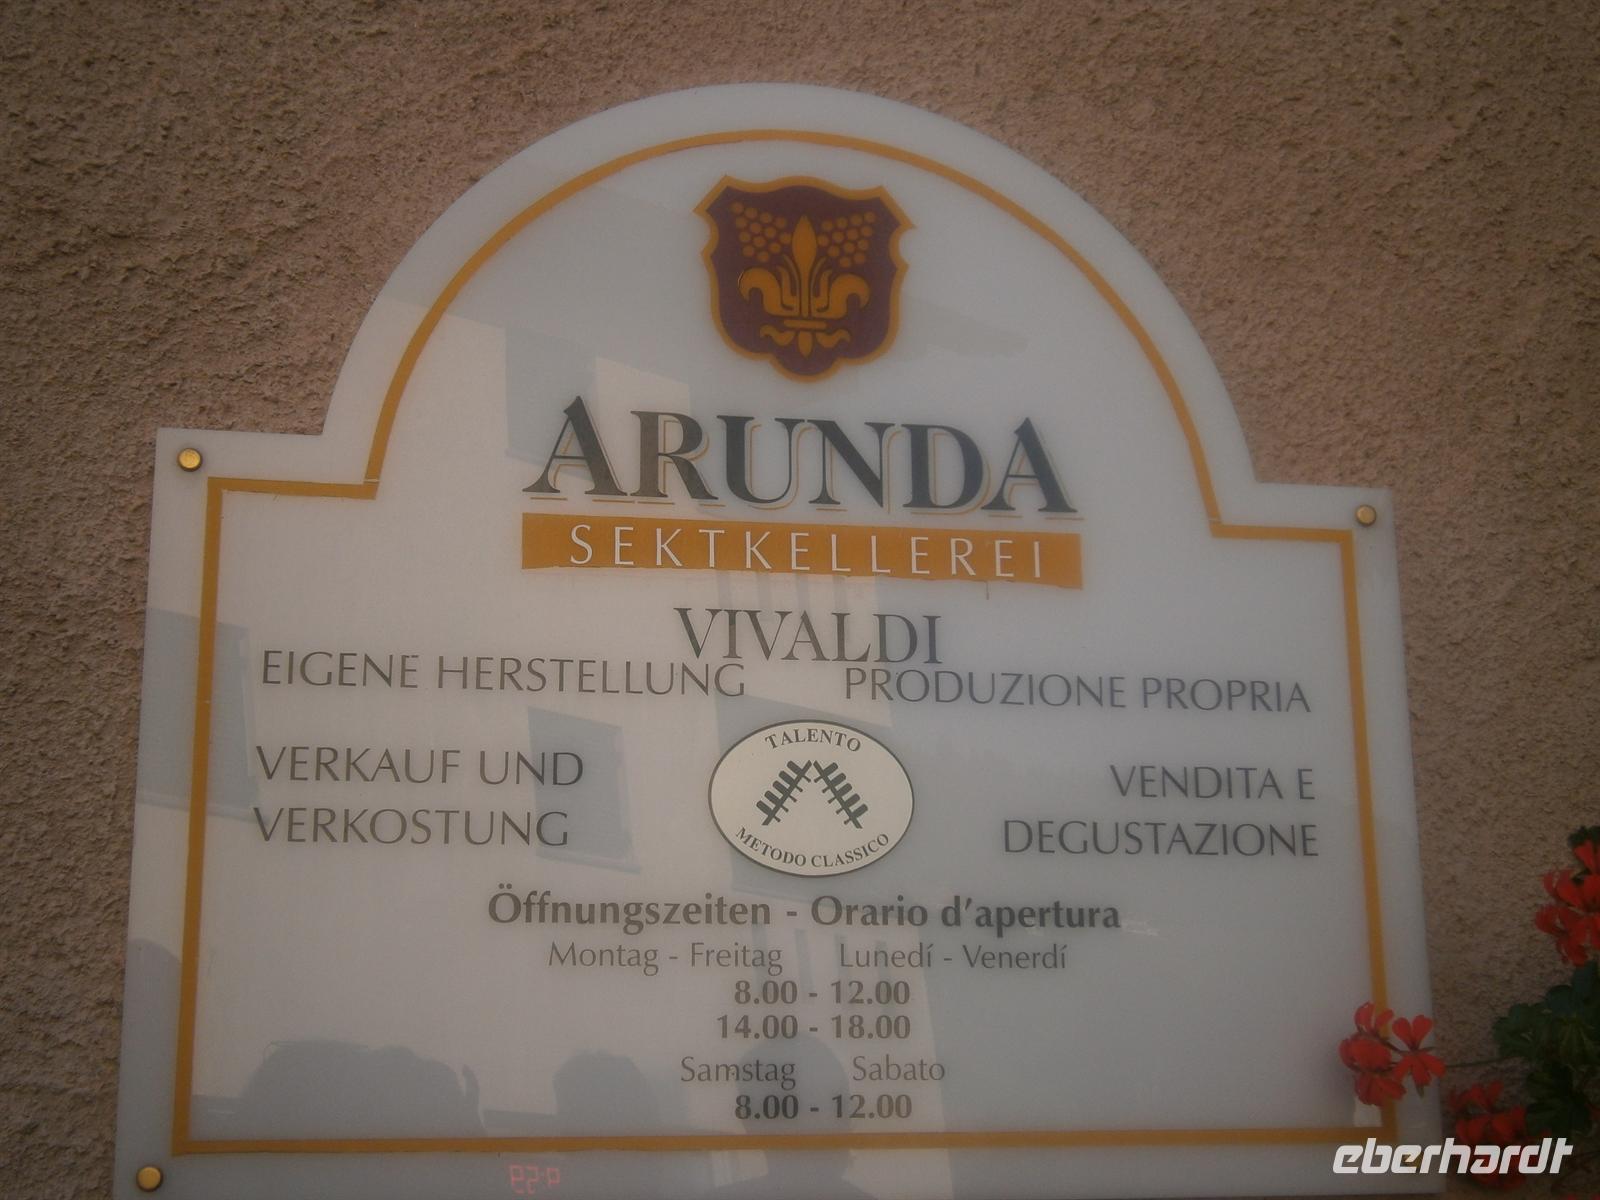 ARUNDA
SEKTKELLEREI
VIVALDI
EIGENE HERSTELLUNG PRODUZIONE PROPRIA
VERKAUF UND
VERKOSTUNG
TALENTO
METODO CLASSICO
VENDITA E
DEGUSTAZIONE
Öffnungszeiten - Orario d'apertura
Montag - Freitag Lunedí - Venerdí
8.00 - 12.00
14.00 - 18.00
Samstag Sabato
8.00 - 12.00
eberhardt